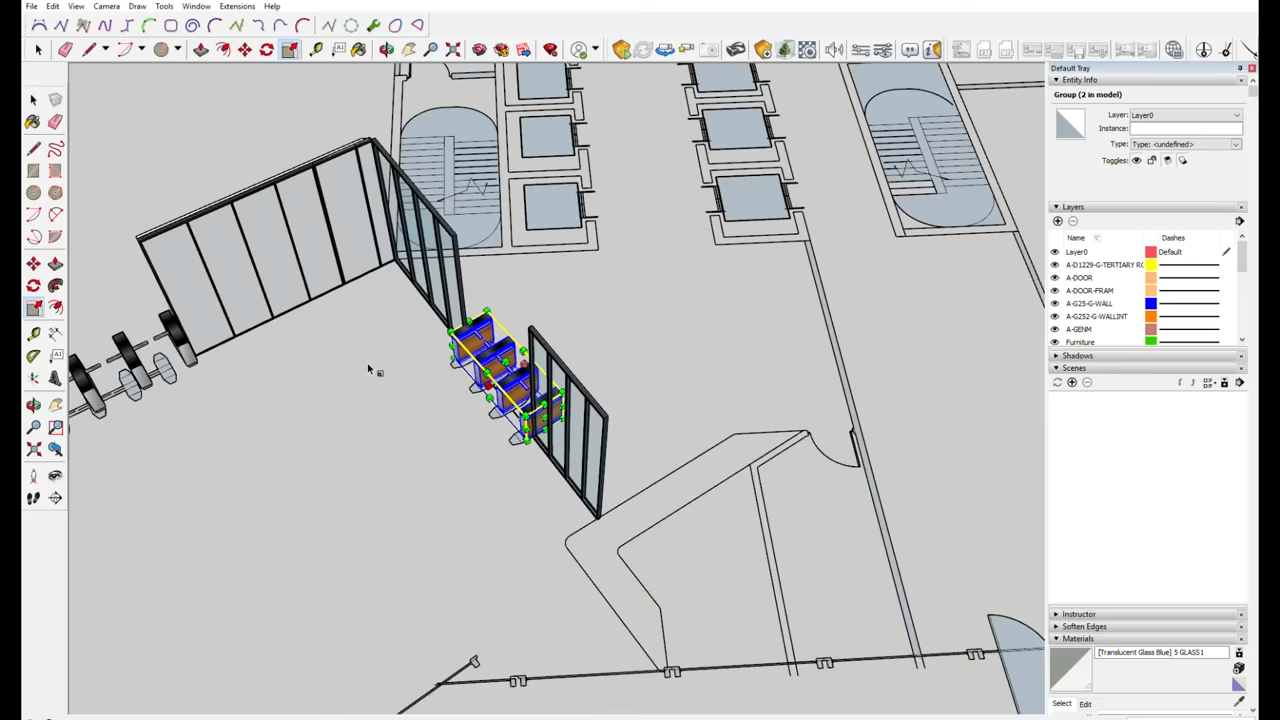 File Edit View Camera Draw Tools Window Extensions Help
Default Tray
Entity Info
Group (2 in model)
Layer: Layer0
Instance:
Type: Type: <undefined>
Toggles:
Layers
Name Dashes
Layer0 Default
A-D1229-G-TERTIARY RO
A-DOOR
A-DOOR-FRAM
A-G25-G-WALL
A-G252-G-WALLINT
A-GENM
Furniture
Shadows
Scenes
Instructor
Soften Edges
Materials
[Translucent Glass Blue] 5 GLASS1
Select Edit